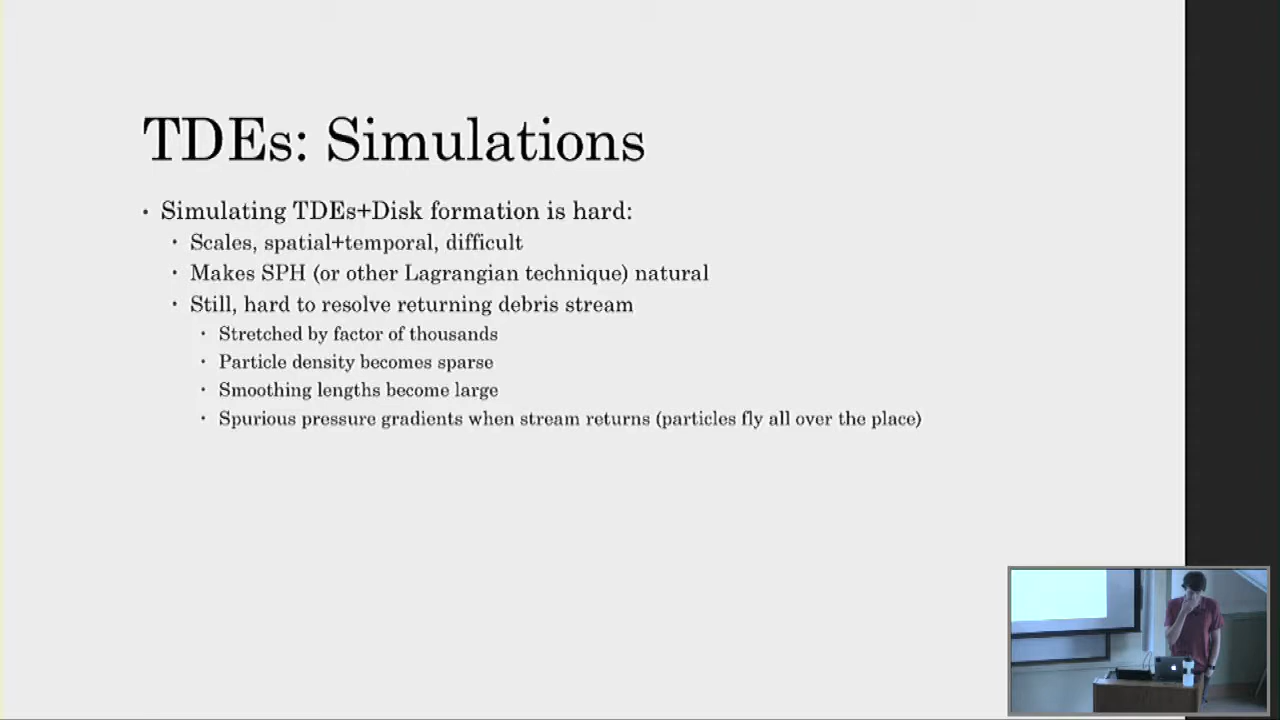 TDEs: Simulations
• Simulating TDEs+Disk formation is hard:
• Scales, spatial+temporal, difficult
• Makes SPH (or other Lagrangian technique) natural
• Still, hard to resolve returning debris stream
• Stretched by factor of thousands
• Particle density becomes sparse
• Smoothing lengths become large
• Spurious pressure gradients when stream returns (particles fly all over the place)